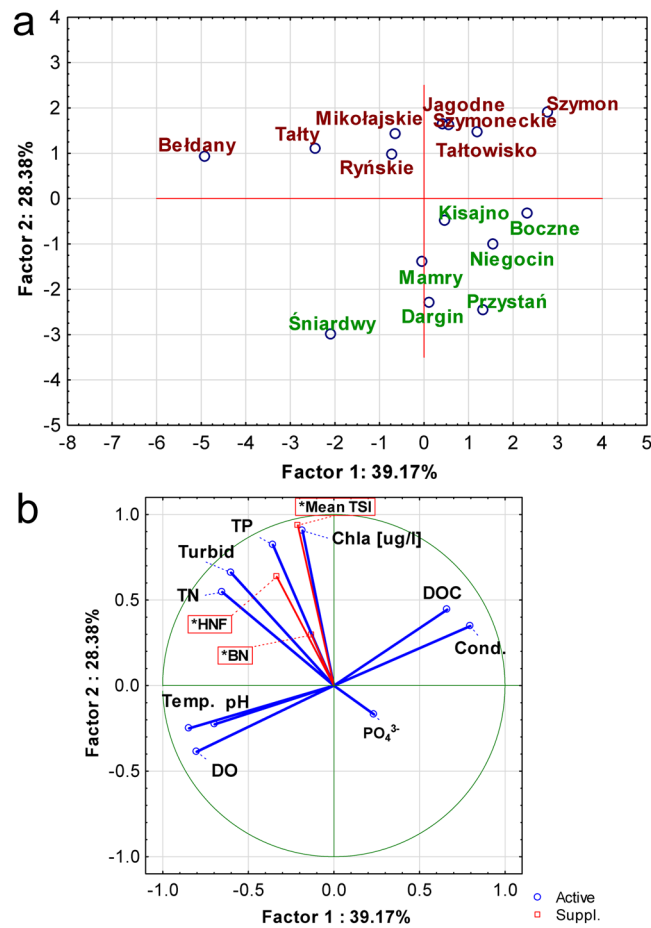 a
5
4
3
2
1
0
-1
-2
-3
-4
-5
Factor 2: 28.38%
Jagodne
Szymon
Mikołajskie
Szymoneckie
Tałty
Bełdany
Ryńskie
Tałtowisko
Kisajno
Boczne
Niegocin
Mamry
Przystań
Dargin
Śniardwy
-8 -7 -6 -5 -4 -3 -2 -1 0 1 2 3 4 5
Factor 1: 39.17%
b
*Mean TSI
1.0
TP
Chla [ug/l]
Turbid
TN
DOC
0.5
*HNF
*BN
Cond.
0.0
Temp. pH
PO₄³⁻
DO
-0.5
-1.0
Factor 2 : 28.38%
-1.0 -0.5 0.0 0.5 1.0
Factor 1 : 39.17%
Active
Suppl.